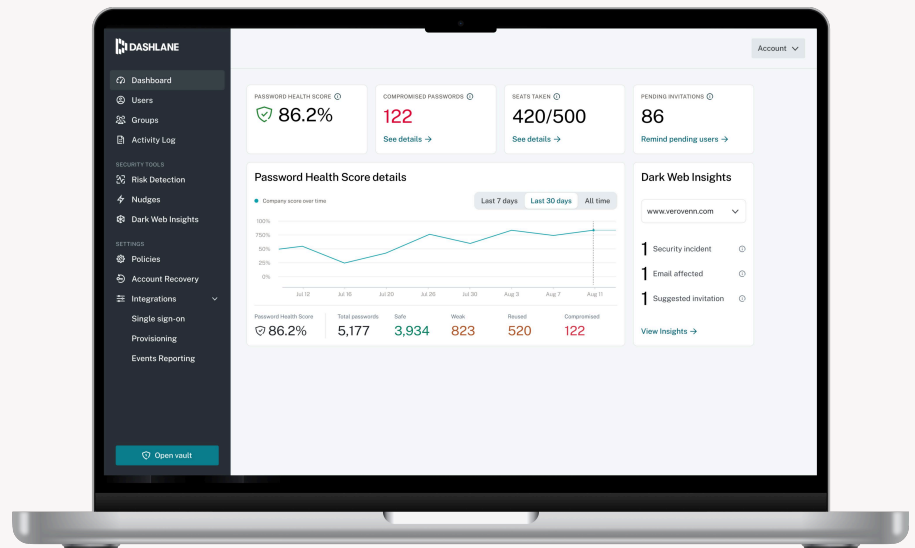 DASHLANE
Account
Dashboard
Users
Groups
Activity Log
SECURITY TOOLS
Risk Detection
Nudges
Dark Web Insights
SETTINGS
Policies
Account Recovery
Integrations
Single sign-on
Provisioning
Events Reporting
Open vault
PASSWORD HEALTH SCORE
86.2%
COMPROMISED PASSWORDS
122
See details →
SEATS TAKEN
420/500
See details →
PENDING INVITATIONS
86
Remind pending users →
Password Health Score details
Company score over time
Last 7 days Last 30 days All time
100%
750%
50%
25%
0%
Jul 12 Jul 16 Jul 20 Jul 26 Jul 30 Aug 3 Aug 7 Aug 11
Password Health Score
86.2%
Total passwords
5,177
Safe
3,934
Weak
823
Reused
520
Compromised
122
Dark Web Insights
www.verovenn.com
1 Security incident
1 Email affected
1 Suggested invitation
View Insights →